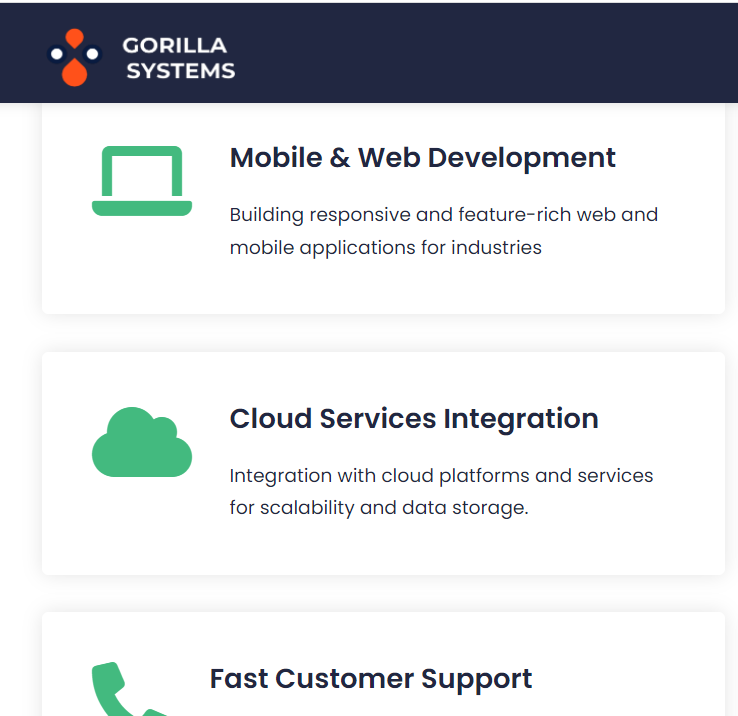 GORILLA
SYSTEMS
Mobile & Web Development
Building responsive and feature-rich web and
mobile applications for industries
Cloud Services Integration
Integration with cloud platforms and services
for scalability and data storage.
Fast Customer Support